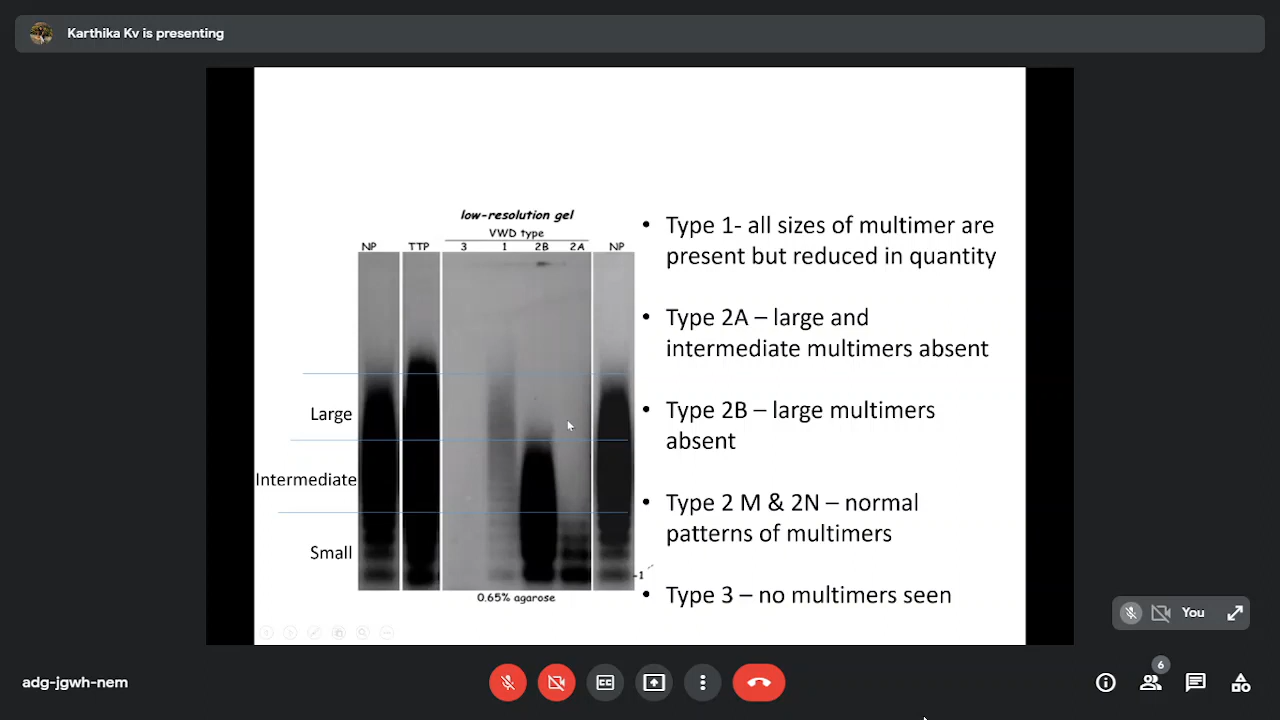 Karthika Kv is presenting
low-resolution gel
VWD type
NP TTP 3 1 2B 2A NP
Large
Intermediate
Small
-1
0.65% agarose
• Type 1- all sizes of multimer are
present but reduced in quantity
• Type 2A – large and
intermediate multimers absent
• Type 2B – large multimers
absent
• Type 2 M & 2N – normal
patterns of multimers
• Type 3 – no multimers seen
You
adg-jgwh-nem
CC
6